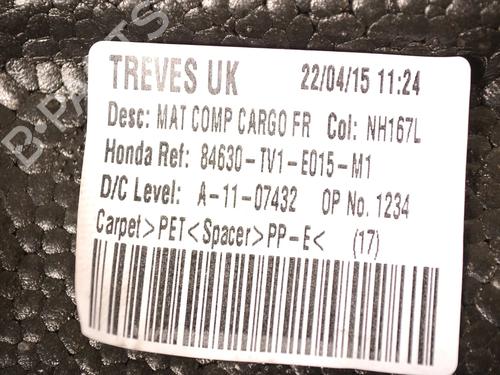 TREVES UK 22/04/15 11:24
Desc: MAT COMP CARGO FR Col: NH167L
Honda Ref: 84630-TV1-E015-M1
D/C Level: A-11-07432 OP No. 1234
Carpet>PET<Spacer>PP-E< (17)